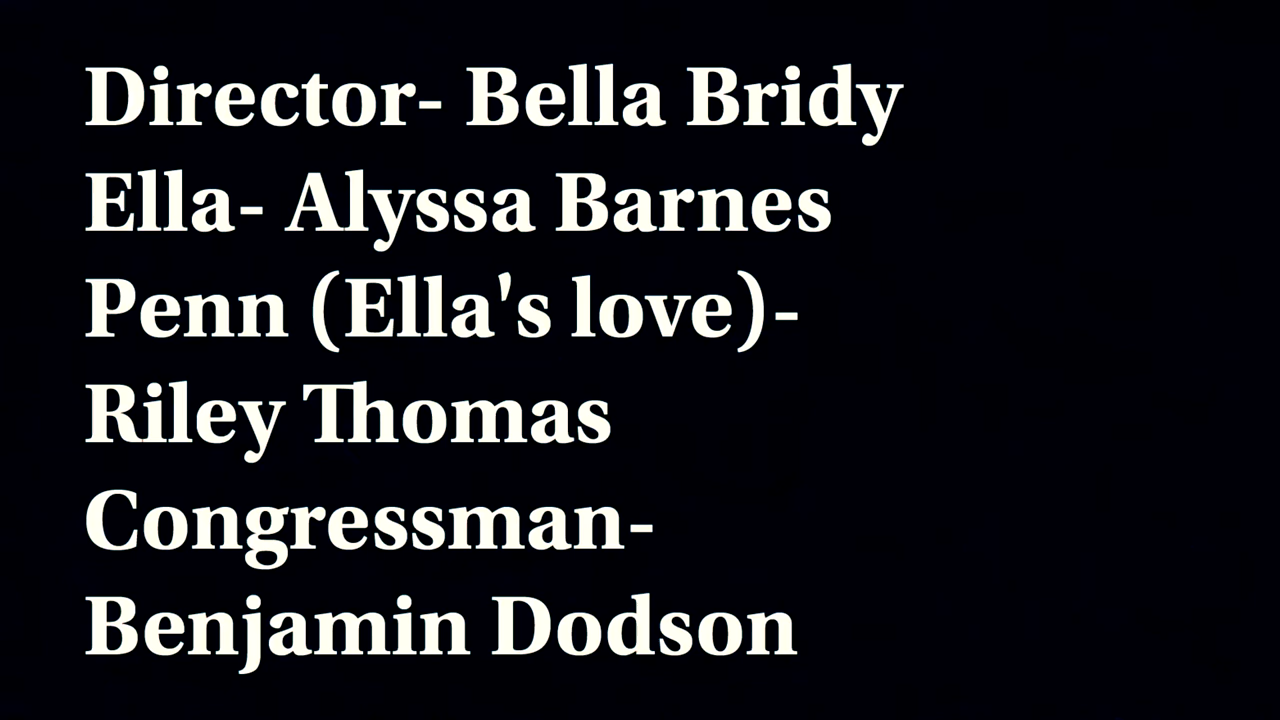 Director- Bella Bridy
Ella- Alyssa Barnes
Penn (Ella's love)-
Riley Thomas
Congressman-
Benjamin Dodson